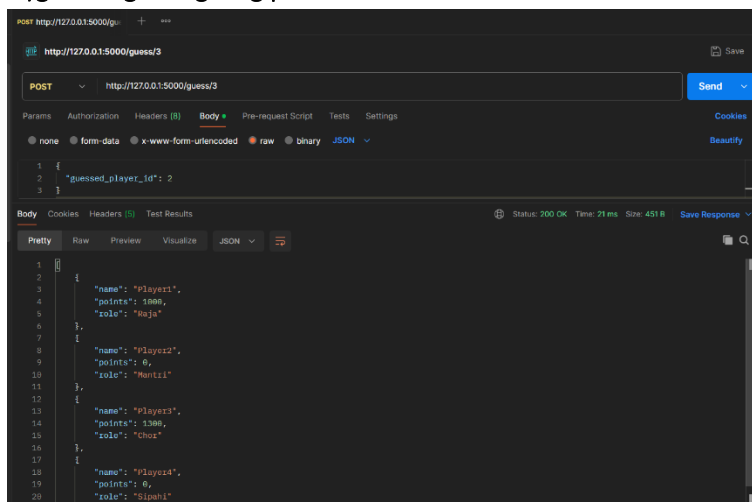 POST http://127.0.0.1:5000/gu
http://127.0.0.1:5000/guess/3 Save
POST http://127.0.0.1:5000/guess/3 Send
Params Authorization Headers (8) Body Pre-request Script Tests Settings Cookies
none form-data x-www-form-urlencoded raw binary JSON Beautify
1 {
2 "guessed_player_id": 2
3 }
Body Cookies Headers (5) Test Results Status: 200 OK Time: 21 ms Size: 451 B Save Response
Pretty Raw Preview Visualize JSON
1 [
2 {
3 "name": "Player1",
4 "points": 1000,
5 "role": "Raja"
6 },
7 {
8 "name": "Player2",
9 "points": 0,
10 "role": "Mantri"
11 },
12 {
13 "name": "Player3",
14 "points": 1300,
15 "role": "Chor"
16 },
17 {
18 "name": "Player4",
19 "points": 0,
20 "role": "Sipahi"